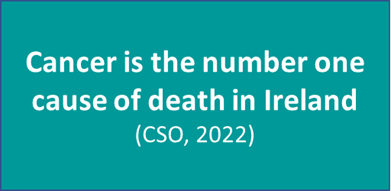 Cancer is the number one
cause of death in Ireland
(CSO, 2022)